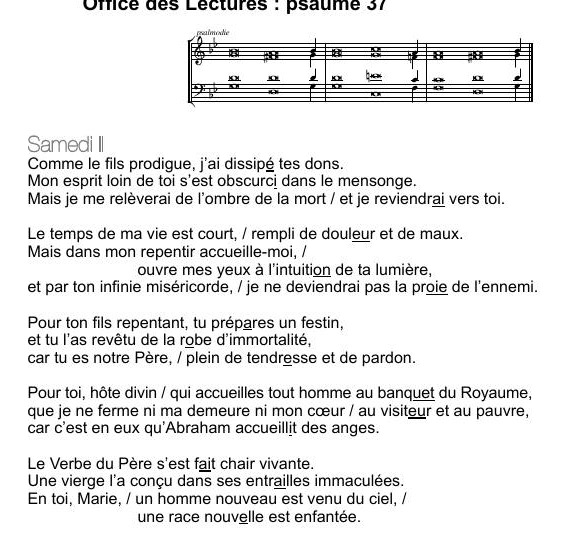 Office des Lectures : psaume 37
psalmodie
Samedi II
Comme le fils prodigue, j'ai dissipé tes dons.
Mon esprit loin de toi s'est obscurci dans le mensonge.
Mais je me relèverai de l'ombre de la mort / et je reviendrai vers toi.
Le temps de ma vie est court, / rempli de douleur et de maux.
Mais dans mon repentir accueille-moi, /
ouvre mes yeux à l'intuition de ta lumière,
et par ton infinie miséricorde, / je ne deviendrai pas la proie de l'ennemi.
Pour ton fils repentant, tu prépares un festin,
et tu l'as revêtu de la robe d'immortalité,
car tu es notre Père, / plein de tendresse et de pardon.
Pour toi, hôte divin / qui accueilles tout homme au banquet du Royaume,
que je ne ferme ni ma demeure ni mon cœur / au visiteur et au pauvre,
car c'est en eux qu'Abraham accueillit des anges.
Le Verbe du Père s'est fait chair vivante.
Une vierge l'a conçu dans ses entrailles immaculées.
En toi, Marie, / un homme nouveau est venu du ciel, /
une race nouvelle est enfantée.